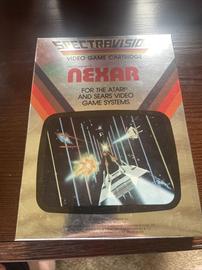 SPECTRAVISION
VIDEO GAME CARTRIDGE
NEXAR
FOR THE ATARI®
AND SEARS VIDEO
GAME SYSTEMS